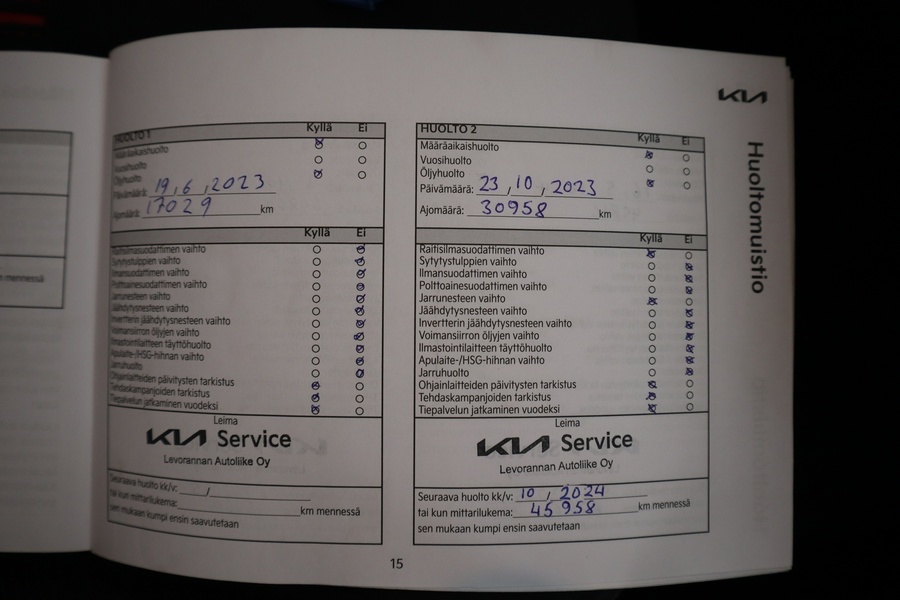 n mennessä
KIA
Huoltomuistio
HUOLTO 1 Kyllä Ei
Määräaikaishuolto
Vuosihuolto
Öljyhuolto
Päivämäärä: 19,6,2023
Ajomäärä: 17029 km
Kyllä Ei
Raitisilmasuodattimen vaihto
Sytytystulppien vaihto
Ilmansuodattimen vaihto
Polttoainesuodattimen vaihto
Jarrunesteen vaihto
Jäähdytysnesteen vaihto
Invertterin jäähdytysnesteen vaihto
Voimansiirron öljyjen vaihto
Ilmastointilaitteen täyttöhuolto
Apulaite-/HSG-hihnan vaihto
Jarruhuolto
Ohjainlaitteiden päivitysten tarkistus
Tehdaskampanjoiden tarkistus
Tiepalvelun jatkaminen vuodeksi
Leima
KIA Service
Levorannan Autoliike Oy
Seuraava huolto kk/v: /
tai kun mittarilukema: km mennessä
sen mukaan kumpi ensin saavutetaan
HUOLTO 2 Kyllä Ei
Määräaikaishuolto
Vuosihuolto
Öljyhuolto
Päivämäärä: 23,10,2023
Ajomäärä: 30958 km
Kyllä Ei
Raitisilmasuodattimen vaihto
Sytytystulppien vaihto
Ilmansuodattimen vaihto
Polttoainesuodattimen vaihto
Jarrunesteen vaihto
Jäähdytysnesteen vaihto
Invertterin jäähdytysnesteen vaihto
Voimansiirron öljyjen vaihto
Ilmastointilaitteen täyttöhuolto
Apulaite-/HSG-hihnan vaihto
Jarruhuolto
Ohjainlaitteiden päivitysten tarkistus
Tehdaskampanjoiden tarkistus
Tiepalvelun jatkaminen vuodeksi
Leima
KIA Service
Levorannan Autoliike Oy
Seuraava huolto kk/v: 10 / 2024
tai kun mittarilukema: 45958 km mennessä
sen mukaan kumpi ensin saavutetaan
15